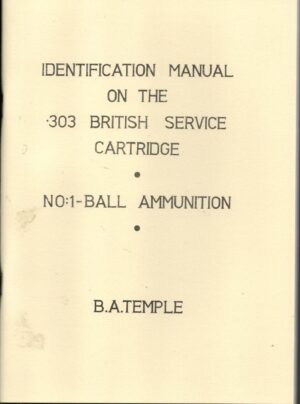 IDENTIFICATION MANUAL
ON THE
·303 BRITISH SERVICE
CARTRIDGE
•
NO:1-BALL AMMUNITION
•
B.A.TEMPLE